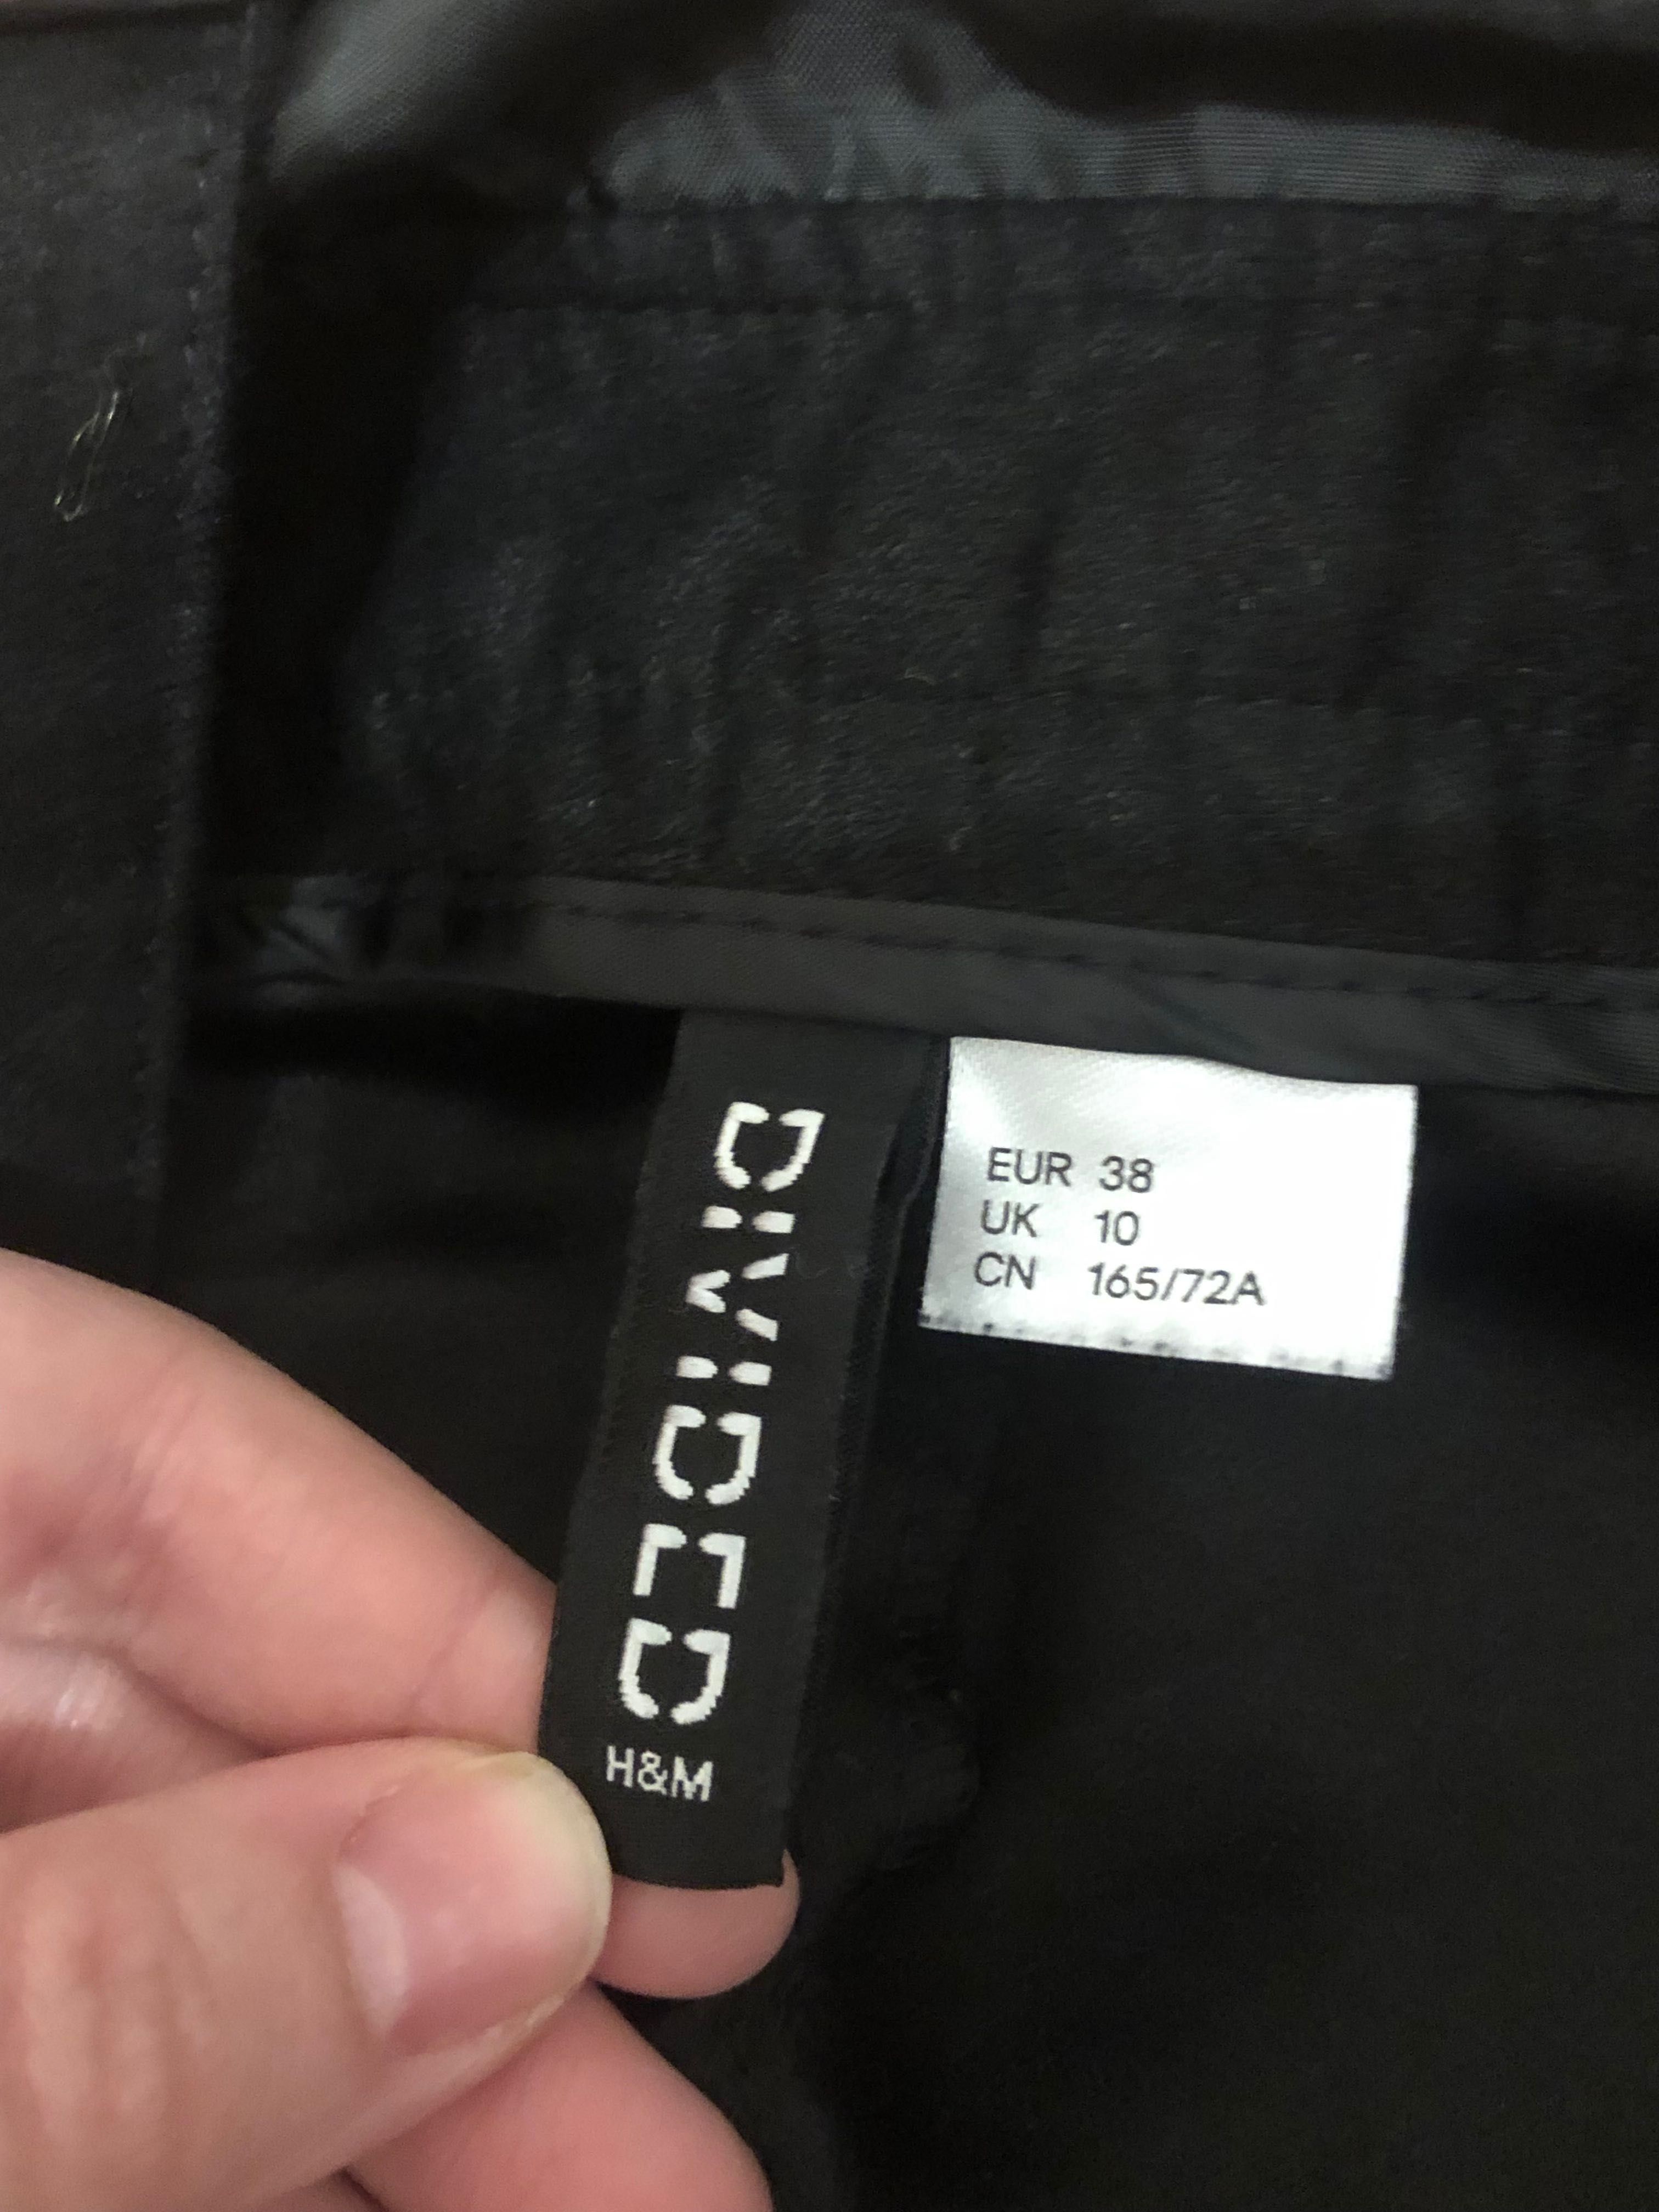 DIVIDED
H&M
EUR 38
UK 10
CN 165/72A